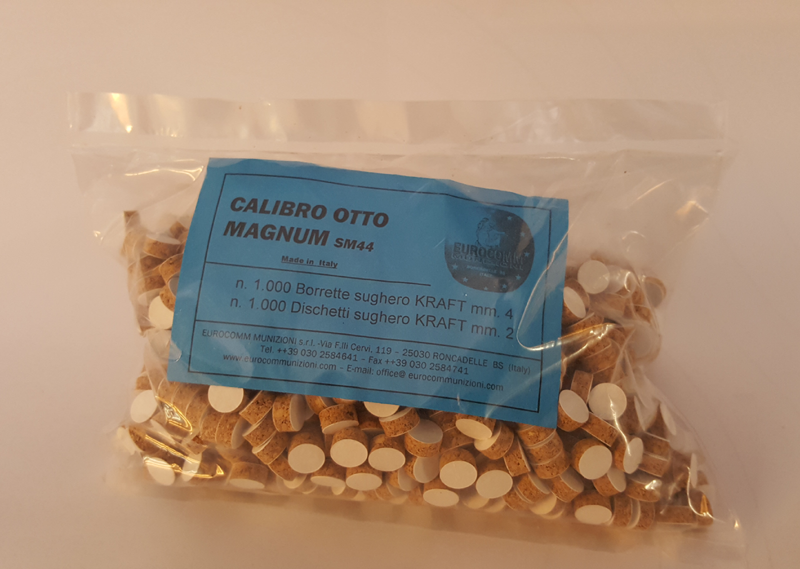 CALIBRO OTTO
MAGNUM SM44
EUROCOMM
Made in Italy
n. 1.000 Borrette sughero KRAFT mm. 4
n. 1.000 Dischetti sughero KRAFT mm. 2
EUROCOMM MUNIZIONI s.r.l. -Via F.lli Cervi, 119 - 25030 RONCADELLE BS (Italy)
Tel. ++39 030 2584641 - Fax ++39 030 2584741
www.eurocommunizioni.com - E-mail: office@ eurocommunizioni.com